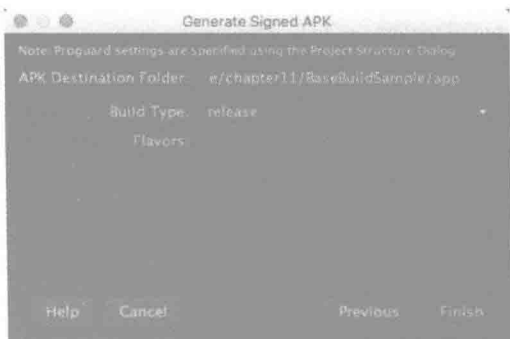 Generate Signed APK
Note: Proguard settings are specified using the Project Structure Dialog
APK Destination Folder: e/chapter11/BaseBuildSample/app
Build Type: release
Flavors:
Help Cancel Previous Finish